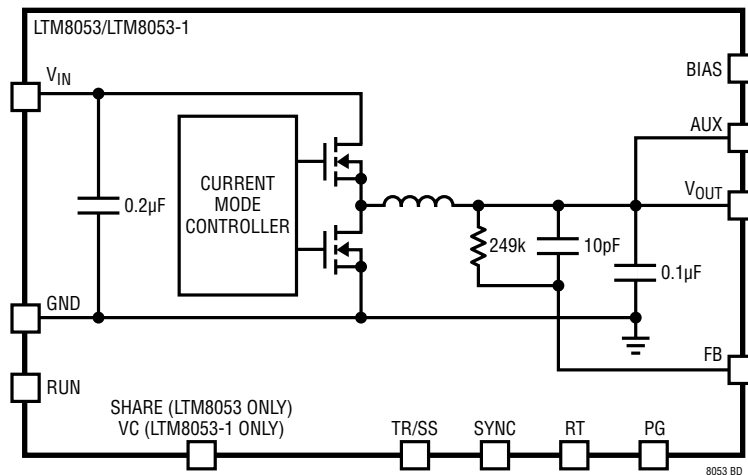 LTM8053/LTM8053-1
VIN
BIAS
AUX
CURRENT
MODE
CONTROLLER
0.2µF
VOUT
249k
10pF
0.1µF
GND
FB
RUN
SHARE (LTM8053 ONLY)
VC (LTM8053-1 ONLY)
TR/SS
SYNC
RT
PG
8053 BD